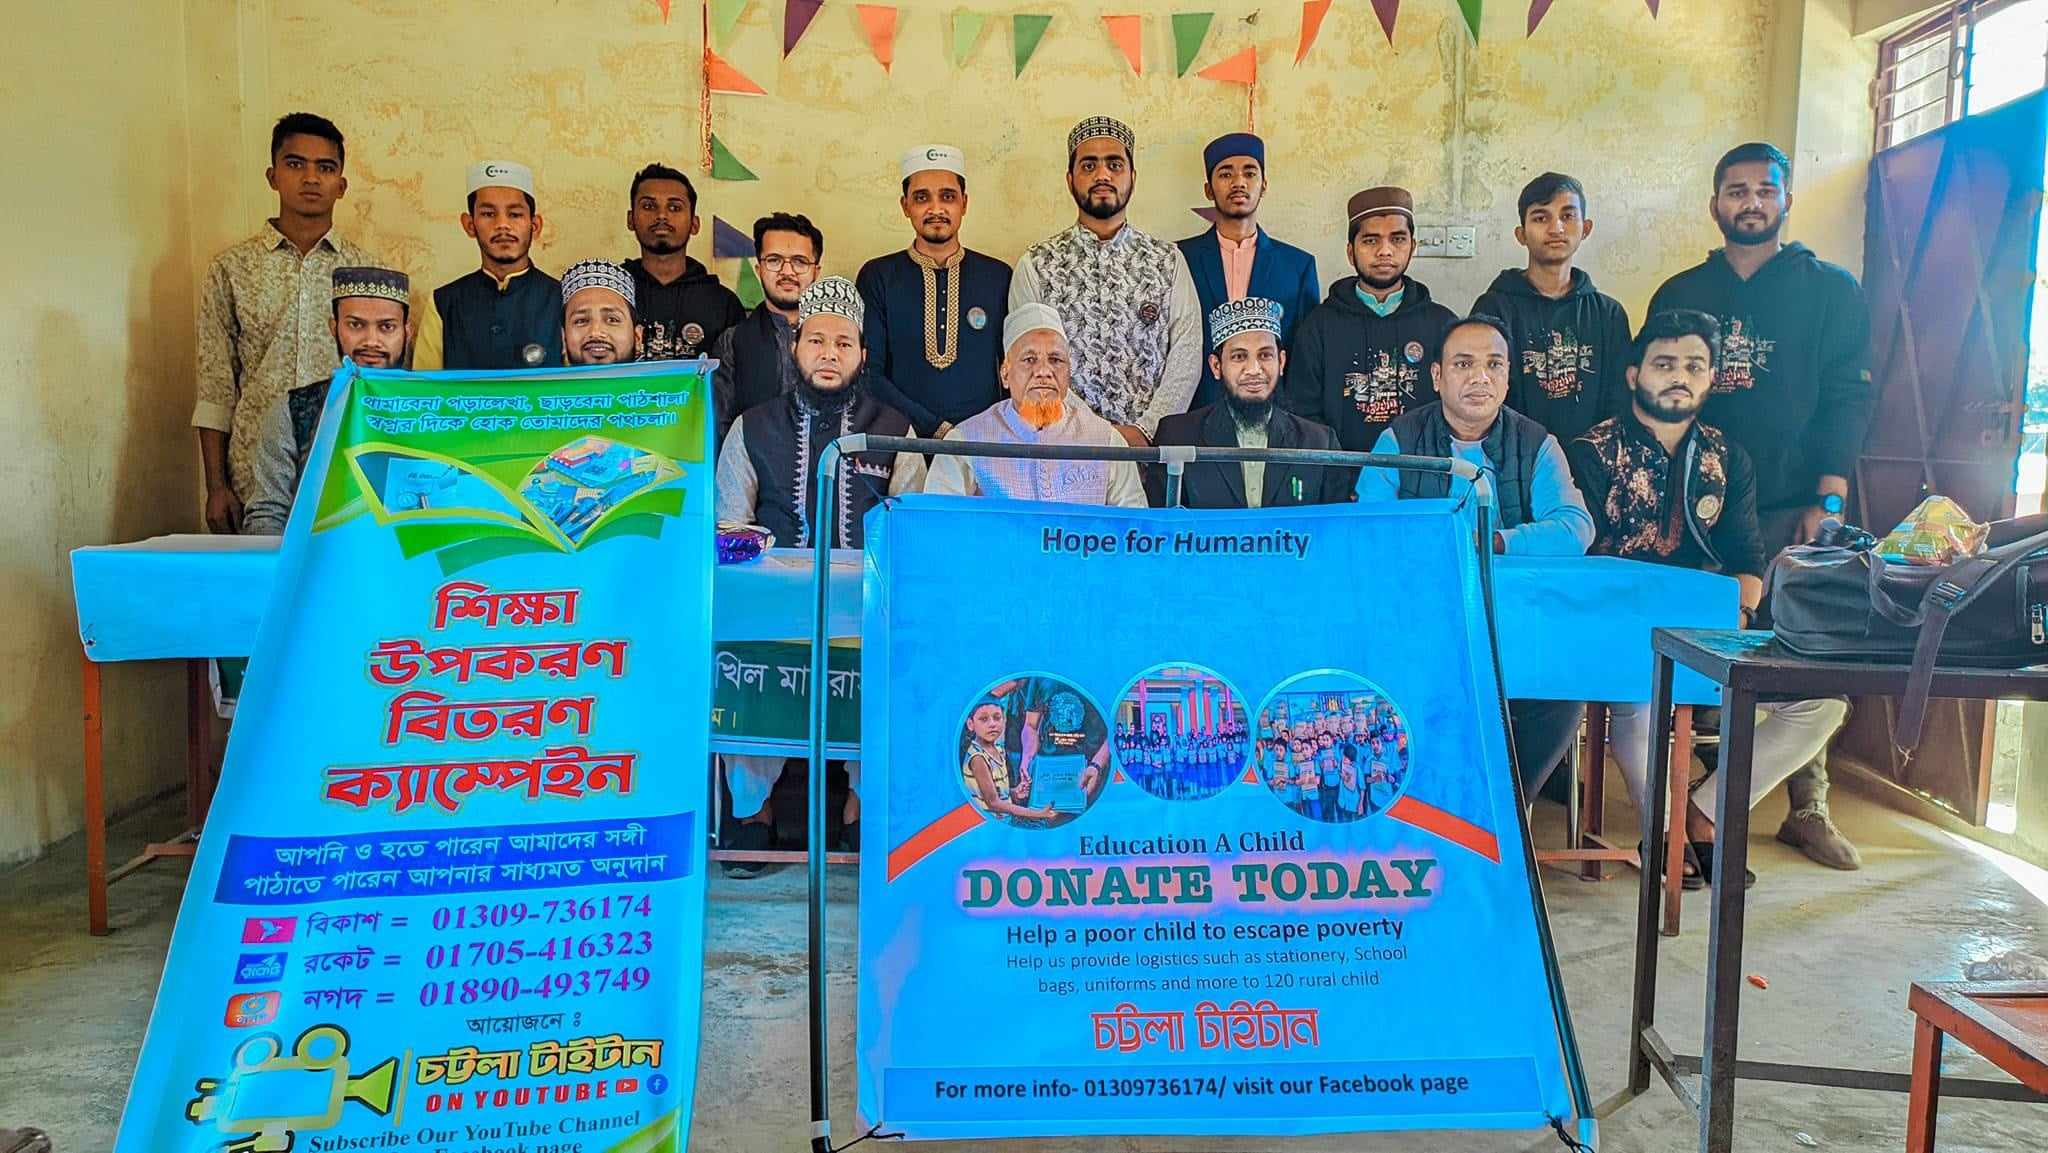 থামাবেনা পড়ালেখা, ছাড়বেনা পাঠশালা
স্বপ্নের দিকে হোক তোমাদের পথচলা।
শিক্ষা
উপকরণ
বিতরণ
ক্যাম্পেইন
আপনি ও হতে পারেন আমাদের সঙ্গী
পাঠাতে পারেন আপনার সাধ্যমত অনুদান
বিকাশ = 01309-736174
রকেট
রকেট = 01705-416323
নগদ = 01890-493749
আয়োজনে ঃ
চট্টলা টাইটান
ON YOUTUBE
Subscribe Our YouTube Channel
Facebook page
Hope for Humanity
Education A Child
DONATE TODAY
Help a poor child to escape poverty
Help us provide logistics such as stationery, School
bags, uniforms and more to 120 rural child
চট্টলা টাইটান
For more info- 01309736174/ visit our Facebook page